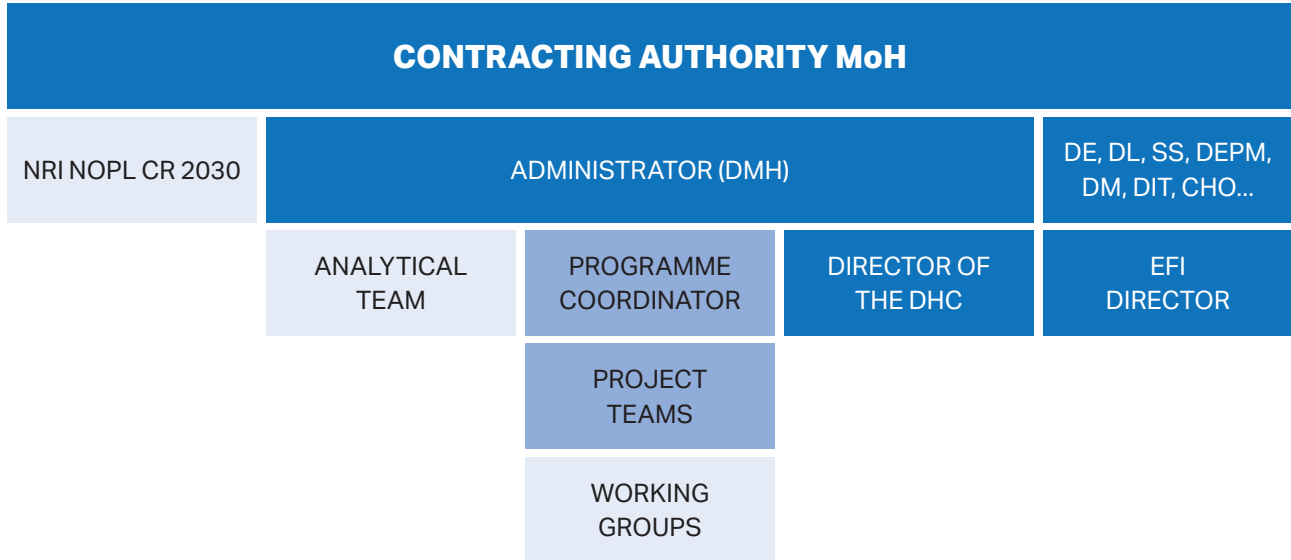 CONTRACTING AUTHORITY MoH
NRI NOPL CR 2030
ADMINISTRATOR (DMH)
DE, DL, SS, DEPM,
DM, DIT, CHO...
ANALYTICAL
TEAM
PROGRAMME
COORDINATOR
DIRECTOR OF
THE DHC
EFI
DIRECTOR
PROJECT
TEAMS
WORKING
GROUPS